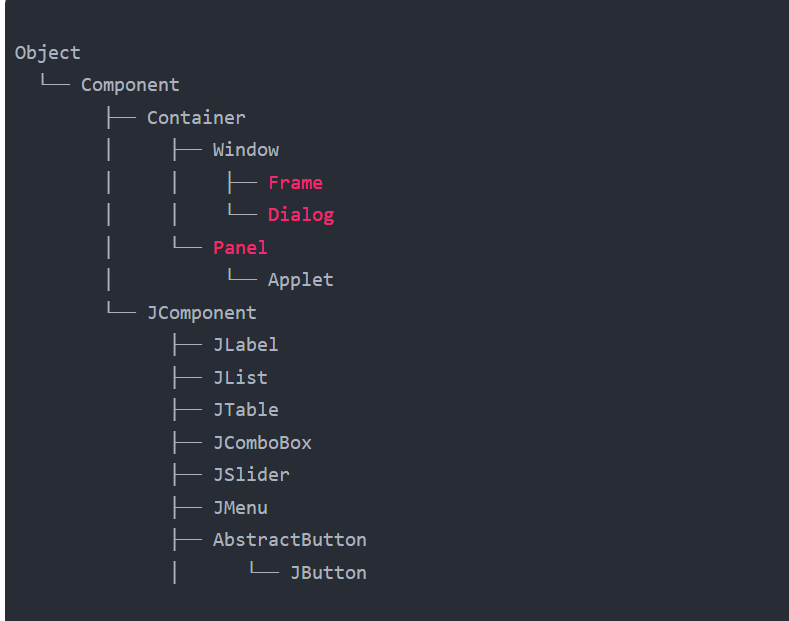 Object
  └── Component
        ├── Container
        │     ├── Window
        │     │    ├── Frame
        │     │    └── Dialog
        │     └── Panel
        │          └── Applet
        └── JComponent
              ├── JLabel
              ├── JList
              ├── JTable
              ├── JComboBox
              ├── JSlider
              ├── JMenu
              ├── AbstractButton
              │      └── JButton